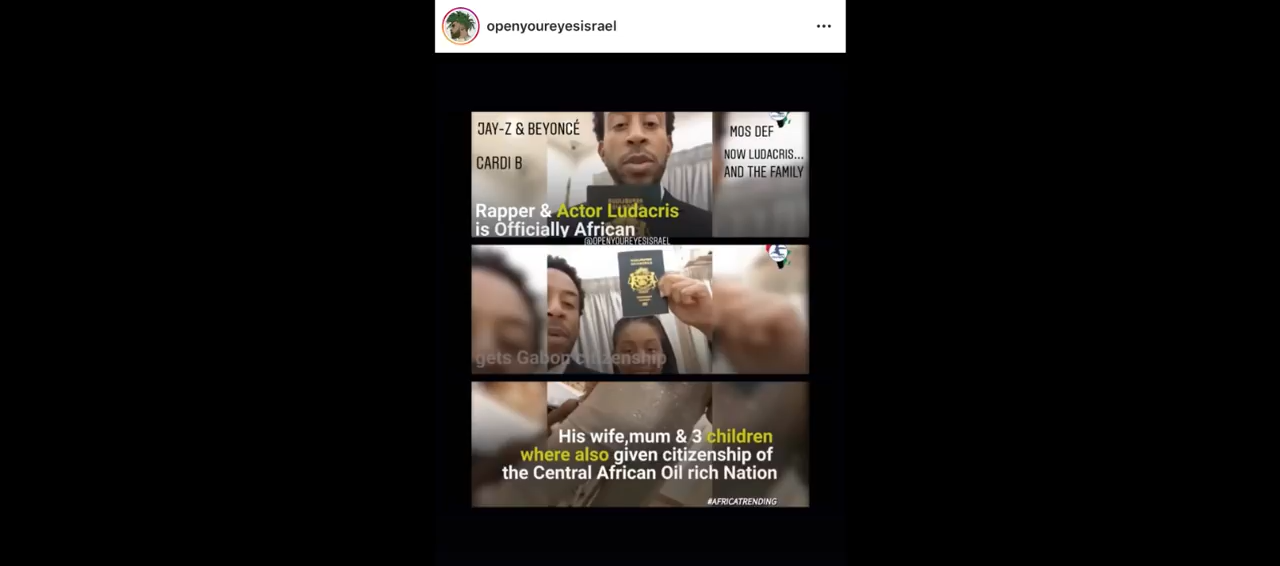 openyoureyesisrael
JAY-Z & BEYONCÉ
CARDI B
MOS DEF
NOW LUDACRIS...
AND THE FAMILY
Rapper & Actor Ludacris
is Officially African
@OPENYOUREYESISRAEL
gets Gabon citizenship
His wife,mum & 3 children
where also given citizenship of
the Central African Oil rich Nation
#AFRICATRENDING